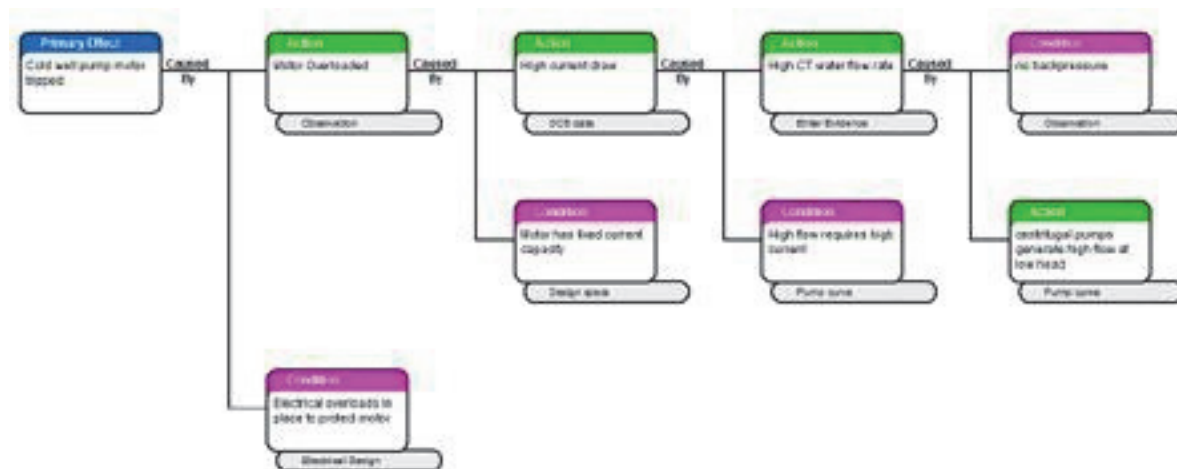 Primary Effect
Cold well pump motor
tripped
Caused
By
Action
Motor Overloaded
Observation
Caused
By
Action
High current draw
DCS data
Caused
By
Action
High CT water flow rate
Enter Evidence
Caused
By
Condition
no backpressure
Observation
Condition
Motor has fixed current
capacity
Design specs
Condition
High flow requires high
current
Pump curve
Action
centrifugal pumps
generate high flow at
low head
Pump curve
Condition
Electrical overloads in
place to protect motor
Electrical Design